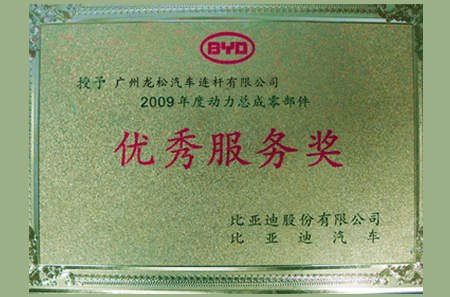 BYD
授予 广州龙松汽车连杆有限公司
2009年度动力总成零部件
优秀服务奖
比亚迪股份有限公司
比亚迪汽车